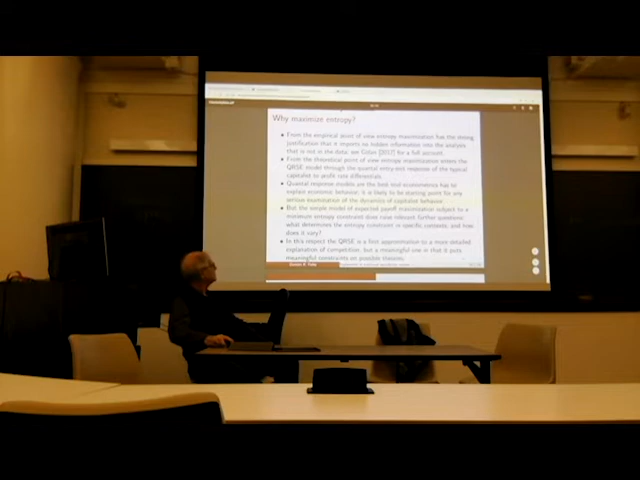 Why maximize entropy?
From the empirical point of view entropy maximization has the strong
justification that it imports no hidden information into the analysis
that is not in the data: see Golan [2017] for a full account.
From the theoretical point of view entropy maximization enters the
QRSE model through the quantal entry-exit response of the typical
capitalist to profit rate differentials.
Quantal response models are the best tool econometrics has to
explain economic behavior; it is likely to be starting point for any
serious examination of the dynamics of capitalist behavior.
But the simple model of expected payoff maximization subject to a
minimum entropy constraint does raise relevant further questions:
what determines the entropy constraint in specific contexts, and how
does it vary?
In this respect the QRSE is a first approximation to a more detailed
explanation of competition, but a meaningful one in that it puts
meaningful constraints on possible theories.
Duncan K. Foley